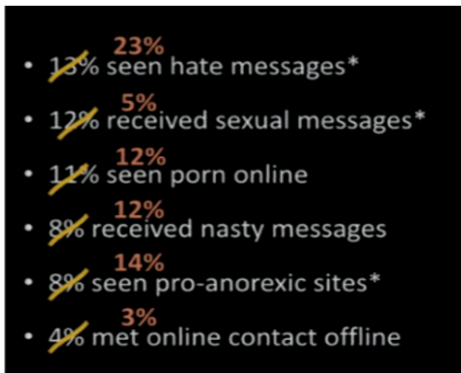 23%
• 13% seen hate messages*
5%
• 12% received sexual messages*
12%
• 11% seen porn online
12%
• 8% received nasty messages
14%
• 8% seen pro-anorexic sites*
3%
• 4% met online contact offline